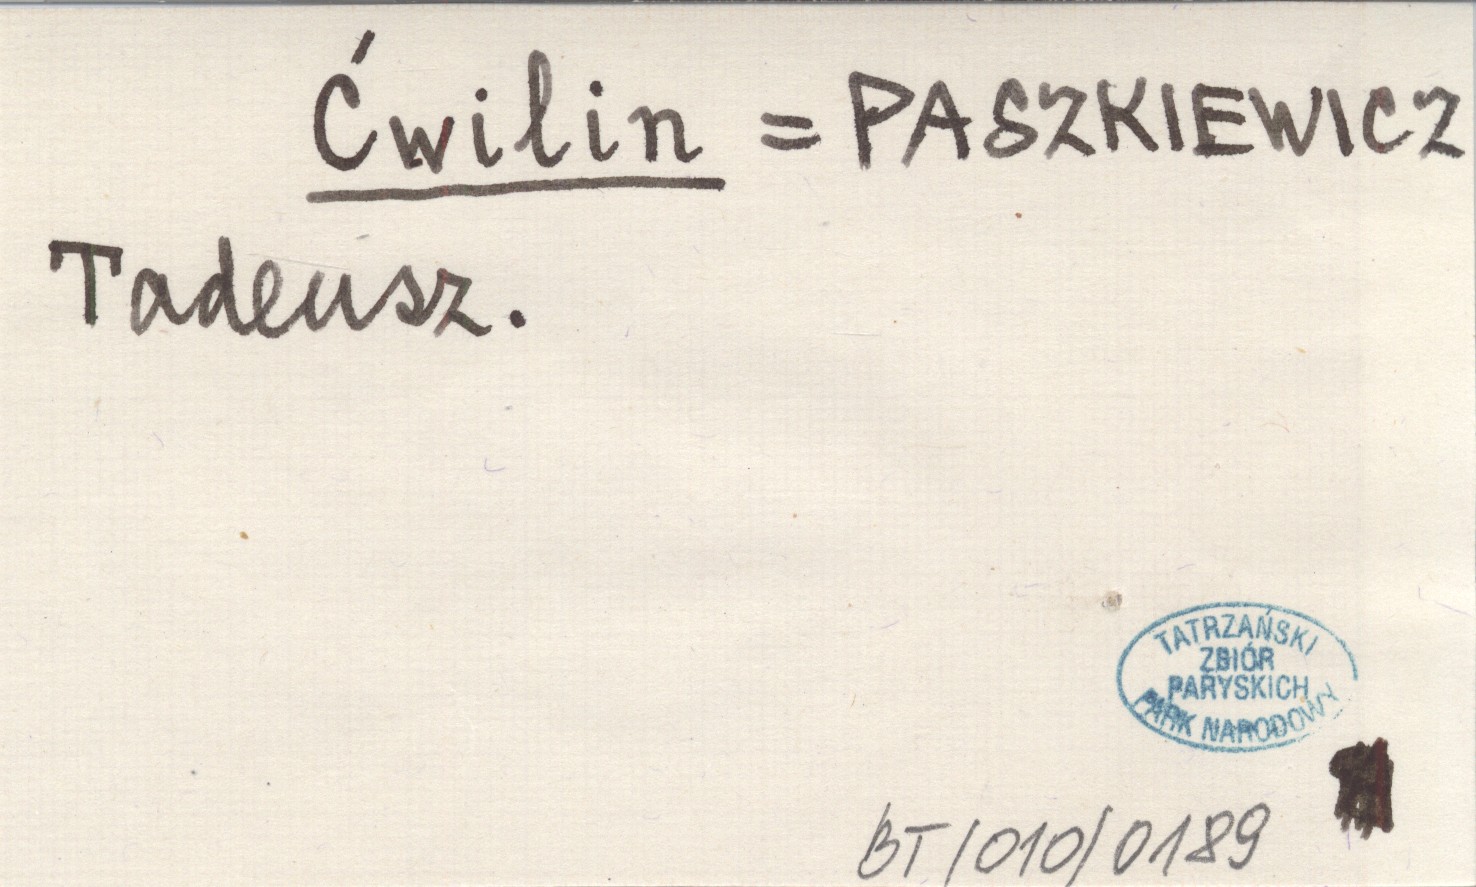 Ćwilin = PASZKIEWICZ
Tadeusz.
TATRZAŃSKI
ZBIÓR
PARYSKICH
PARK NARODOWY
BT/010/0189